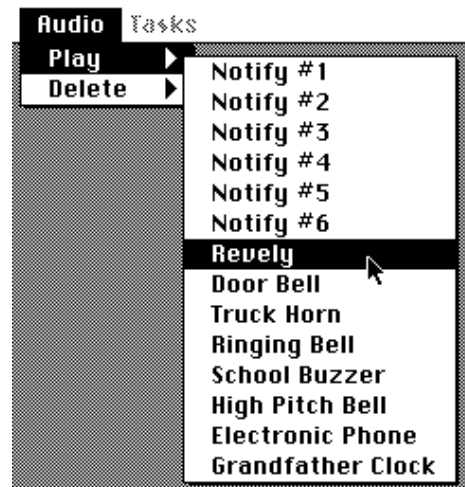 Audio Tasks
Play
Delete
Notify #1
Notify #2
Notify #3
Notify #4
Notify #5
Notify #6
Revely
Door Bell
Truck Horn
Ringing Bell
School Buzzer
High Pitch Bell
Electronic Phone
Grandfather Clock